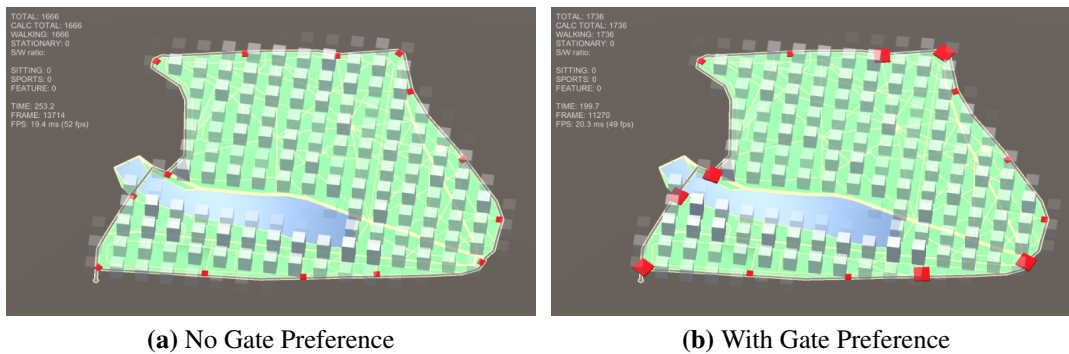 TOTAL: 1666
CALC TOTAL: 1666
WALKING: 1666
STATIONARY: 0
S/W ratio:
SITTING: 0
SPORTS: 0
FEATURE: 0
TIME: 253.2
FRAME: 13714
FPS: 19.4 ms (52 fps)
(a) No Gate Preference
TOTAL: 1736
CALC TOTAL: 1736
WALKING: 1736
STATIONARY: 0
S/W ratio:
SITTING: 0
SPORTS: 0
FEATURE: 0
TIME: 199.7
FRAME: 11270
FPS: 20.3 ms (49 fps)
(b) With Gate Preference